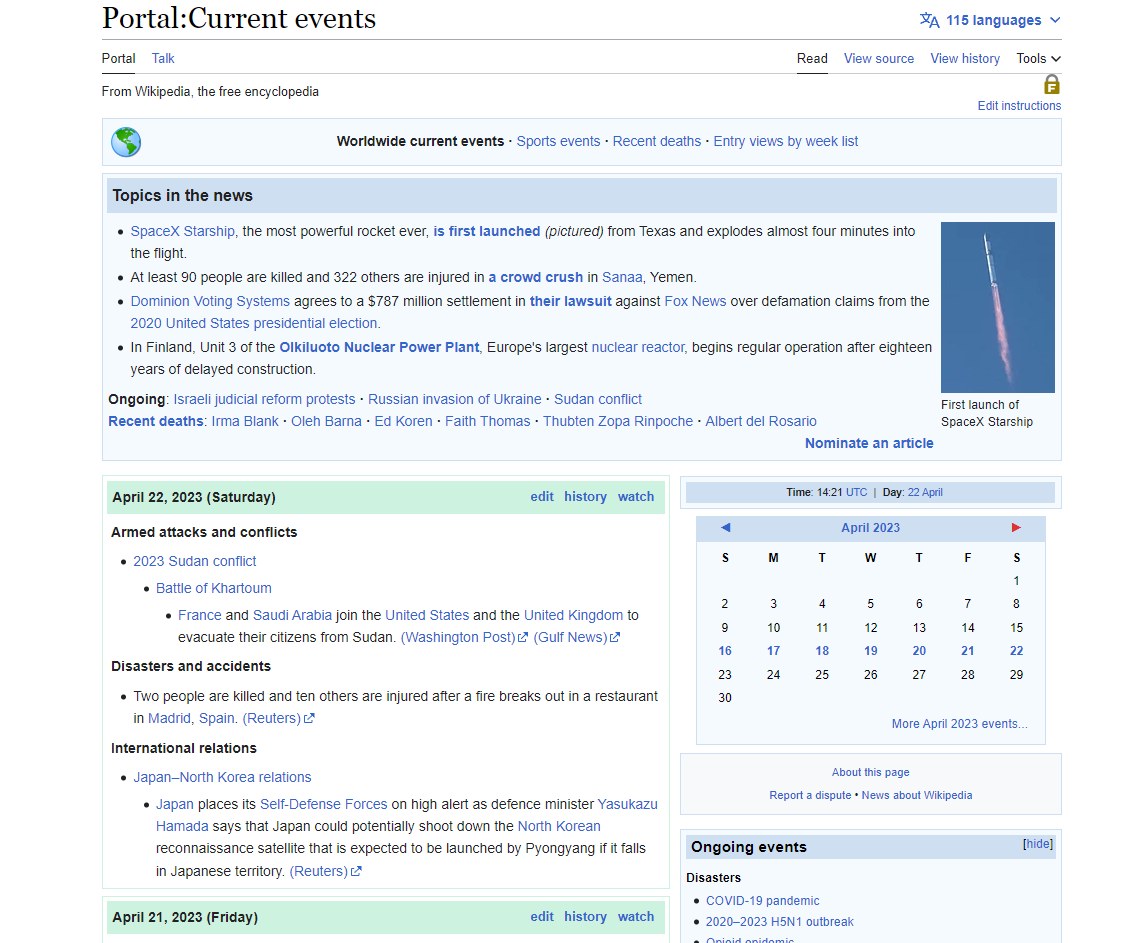 Portal:Current events
115 languages
Portal Talk
Read View source View history Tools
From Wikipedia, the free encyclopedia
F
Edit instructions
Worldwide current events · Sports events · Recent deaths · Entry views by week list
Topics in the news
• SpaceX Starship, the most powerful rocket ever, is first launched (pictured) from Texas and explodes almost four minutes into
the flight.
• At least 90 people are killed and 322 others are injured in a crowd crush in Sanaa, Yemen.
• Dominion Voting Systems agrees to a $787 million settlement in their lawsuit against Fox News over defamation claims from the
2020 United States presidential election.
• In Finland, Unit 3 of the Olkiluoto Nuclear Power Plant, Europe's largest nuclear reactor, begins regular operation after eighteen
years of delayed construction.
Ongoing: Israeli judicial reform protests · Russian invasion of Ukraine · Sudan conflict
Recent deaths: Irma Blank · Oleh Barna · Ed Koren · Faith Thomas · Thubten Zopa Rinpoche · Albert del Rosario
Nominate an article
First launch of
SpaceX Starship
April 22, 2023 (Saturday) edit history watch
Armed attacks and conflicts
• 2023 Sudan conflict
• Battle of Khartoum
• France and Saudi Arabia join the United States and the United Kingdom to
evacuate their citizens from Sudan. (Washington Post) (Gulf News)
Disasters and accidents
• Two people are killed and ten others are injured after a fire breaks out in a restaurant
in Madrid, Spain. (Reuters)
International relations
• Japan–North Korea relations
• Japan places its Self-Defense Forces on high alert as defence minister Yasukazu
Hamada says that Japan could potentially shoot down the North Korean
reconnaissance satellite that is expected to be launched by Pyongyang if it falls
in Japanese territory. (Reuters)
April 21, 2023 (Friday) edit history watch
Time: 14:21 UTC | Day: 22 April
◀ April 2023 ▶
S M T W T F S
1
2 3 4 5 6 7 8
9 10 11 12 13 14 15
16 17 18 19 20 21 22
23 24 25 26 27 28 29
30
More April 2023 events...
About this page
Report a dispute • News about Wikipedia
Ongoing events [hide]
Disasters
• COVID-19 pandemic
• 2020–2023 H5N1 outbreak
• Opioid epidemic